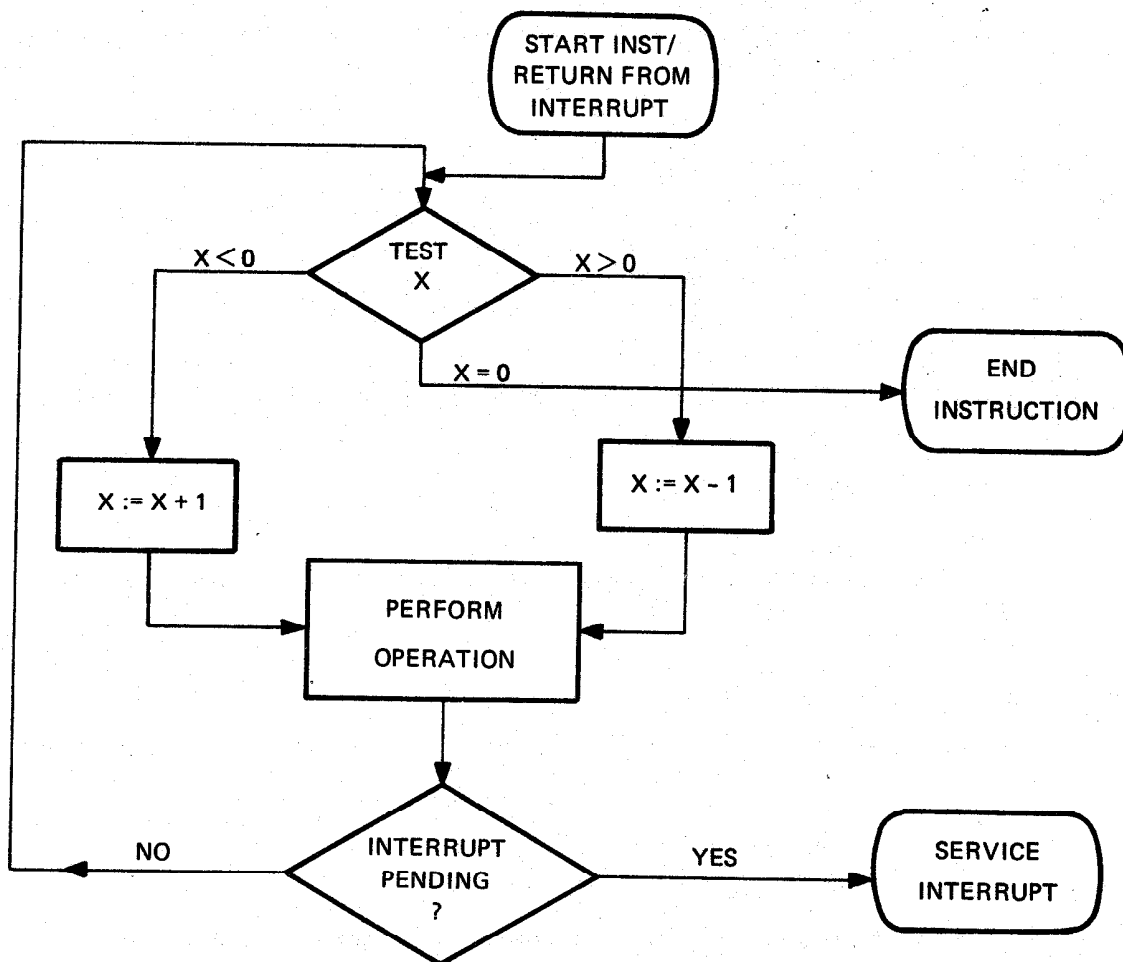 START INST/
RETURN FROM
INTERRUPT
TEST
X
X<0
X>0
X=0
END
INSTRUCTION
X := X + 1
X := X - 1
PERFORM
OPERATION
INTERRUPT
PENDING
?
NO
YES
SERVICE
INTERRUPT